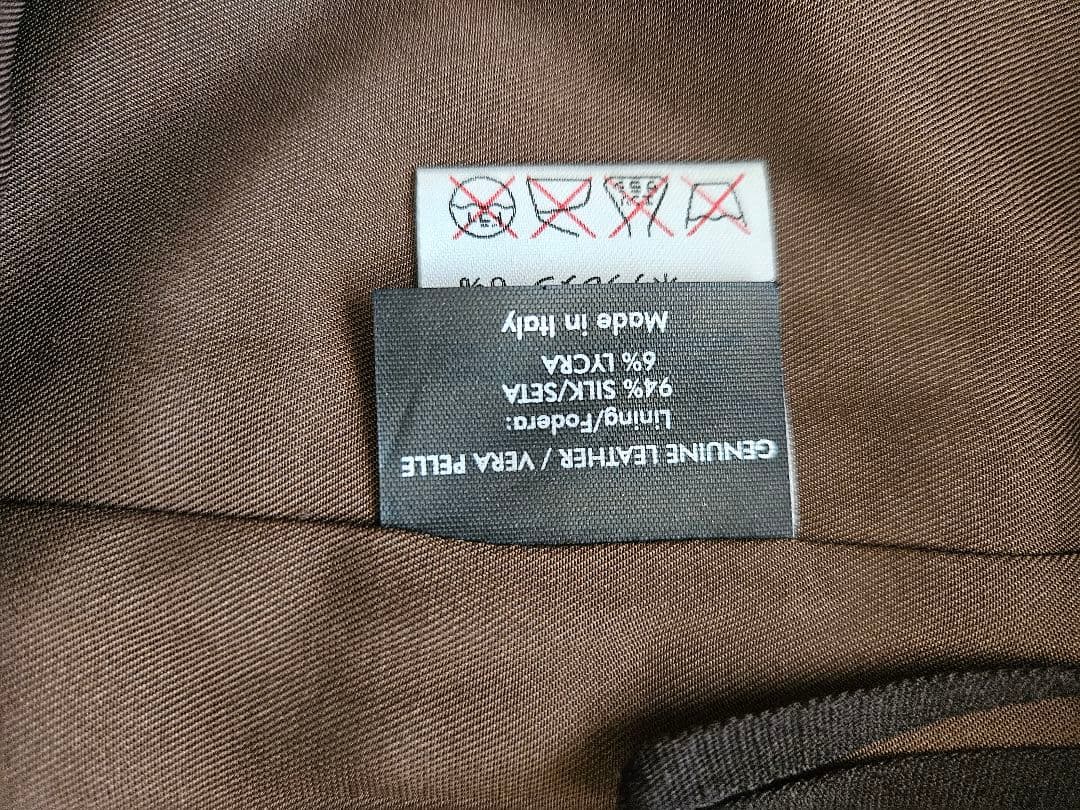 GENUINE LEATHER / VERA PELLE
Lining/Fodera:
94% SILK/SETA
6% LYCRA
Made in Italy